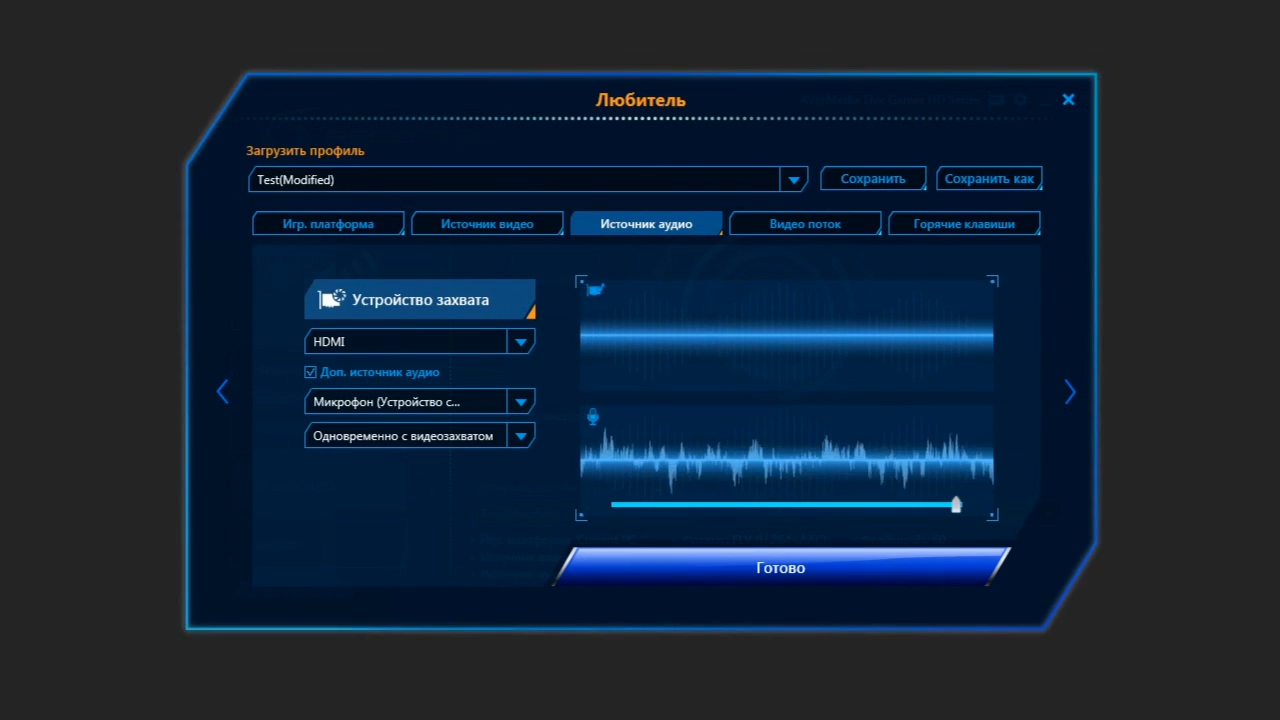 Любитель
Загрузить профиль
Test(Modified)
Сохранить
Сохранить как
Игр. платформа
Источник видео
Источник аудио
Видео поток
Горячие клавиши
Устройство захвата
HDMI
Доп. источник аудио
Микрофон (Устройство с...
Одновременно с видеозахватом
Готово